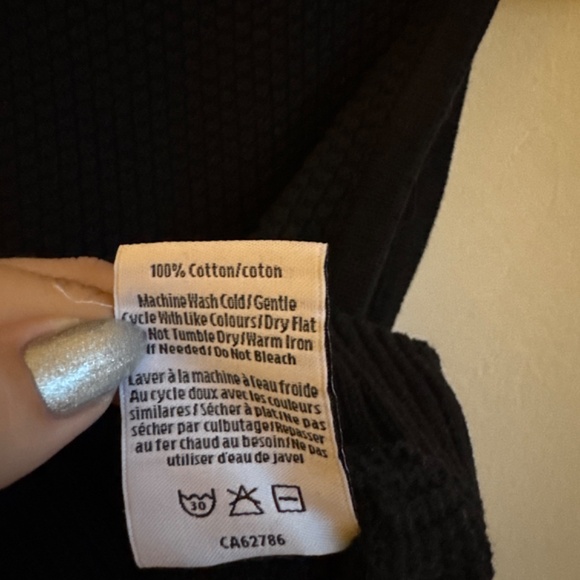 100% Cotton/coton
Machine Wash Cold/Gentle
Cycle With Like Colours/Dry Flat
Not Tumble Dry/Warm Iron
If Needed/Do Not Bleach
Laver à la machine à l'eau froide
Au cycle doux avec les couleurs
similaires/Sécher à plat/Ne pas
sécher par culbutage/Repasser
au fer chaud au besoin/Ne pas
utiliser d'eau de javel
30
CA62786